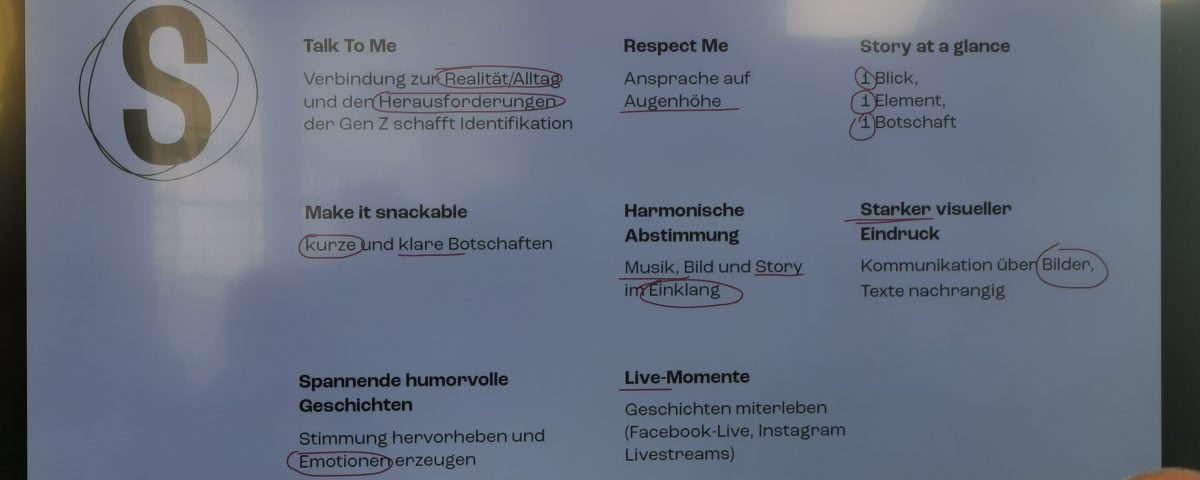 S
Talk To Me
Verbindung zur Realität/Alltag
und den Herausforderungen
der Gen Z schafft Identifikation
Respect Me
Ansprache auf
Augenhöhe
Story at a glance
1 Blick,
1 Element,
1 Botschaft
Make it snackable
kurze und klare Botschaften
Harmonische
Abstimmung
Musik, Bild und Story
im Einklang
Starker visueller
Eindruck
Kommunikation über Bilder,
Texte nachrangig
Spannende humorvolle
Geschichten
Stimmung hervorheben und
Emotionen erzeugen
Live-Momente
Geschichten miterleben
(Facebook-Live, Instagram
Livestreams)